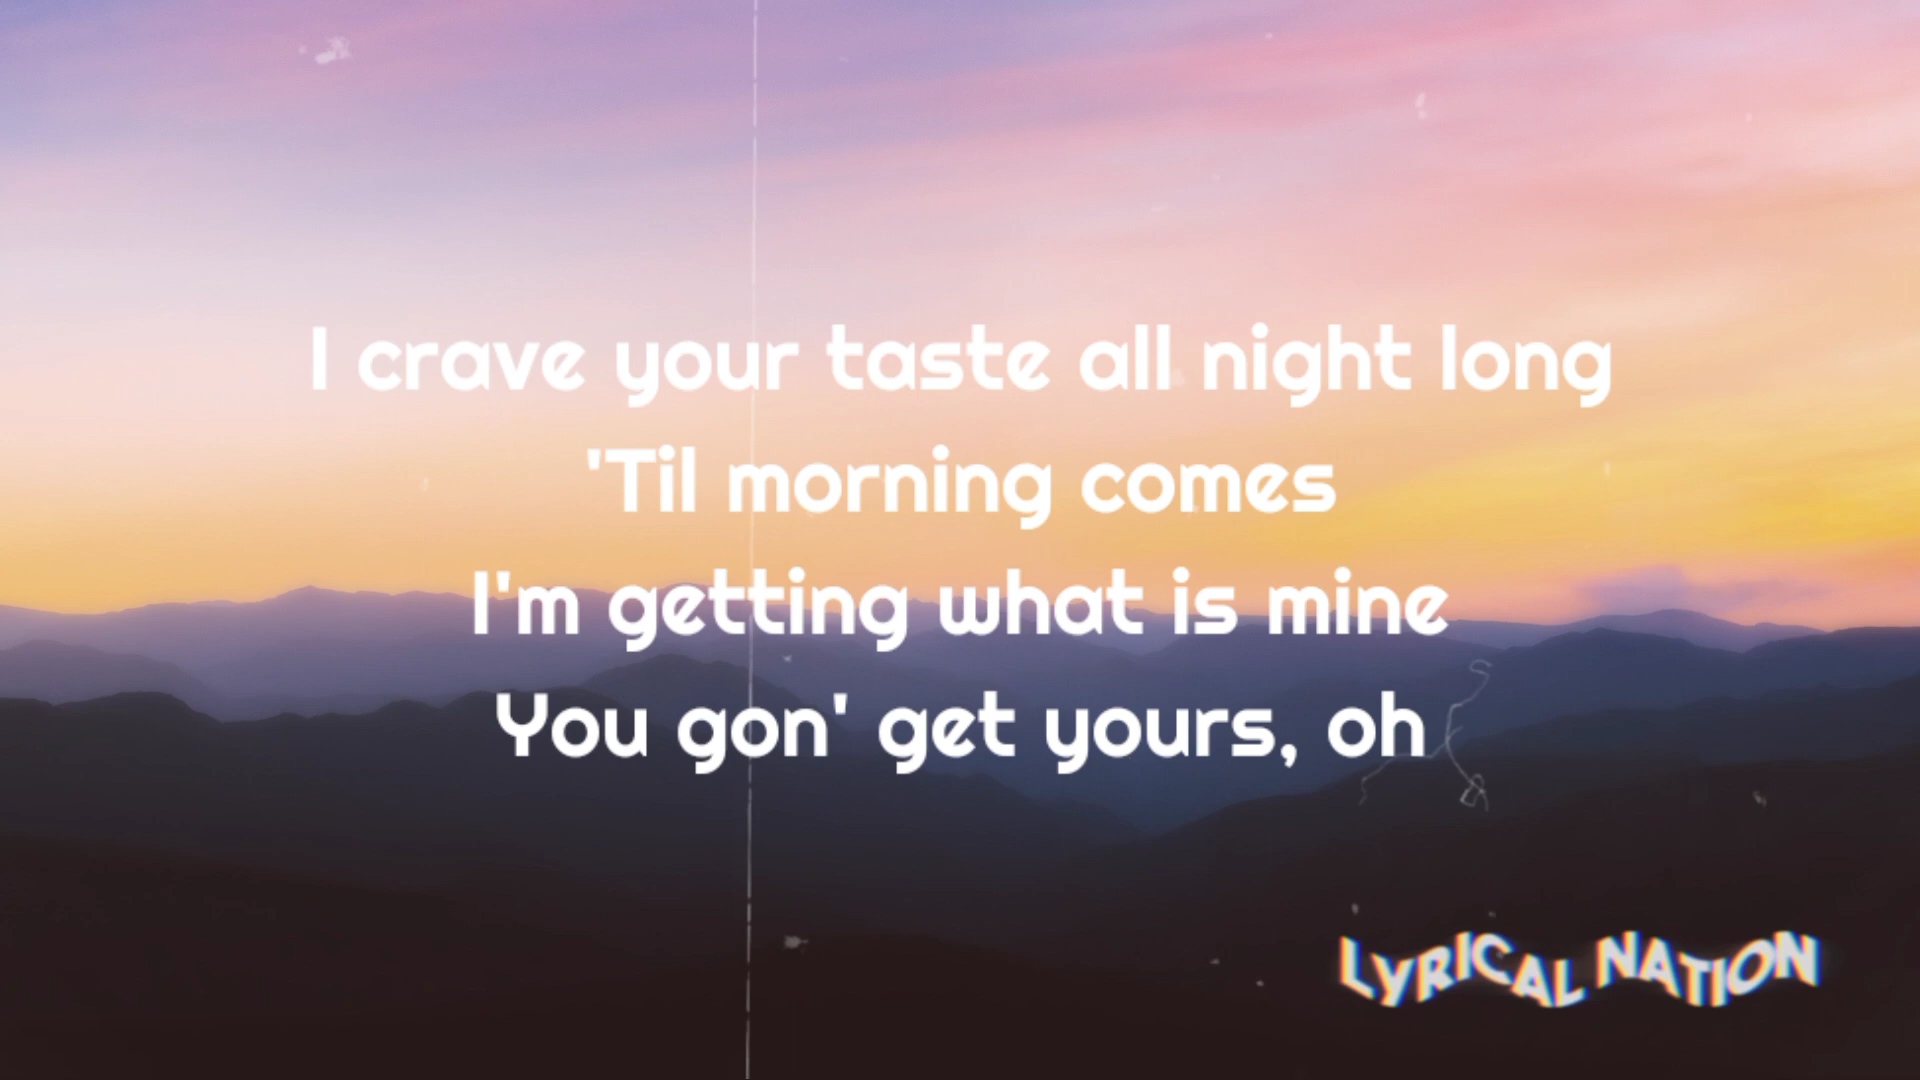 I crave your taste all night long
'Til morning comes
I'm getting what is mine
You gon' get yours, oh
LYRICAL NATION